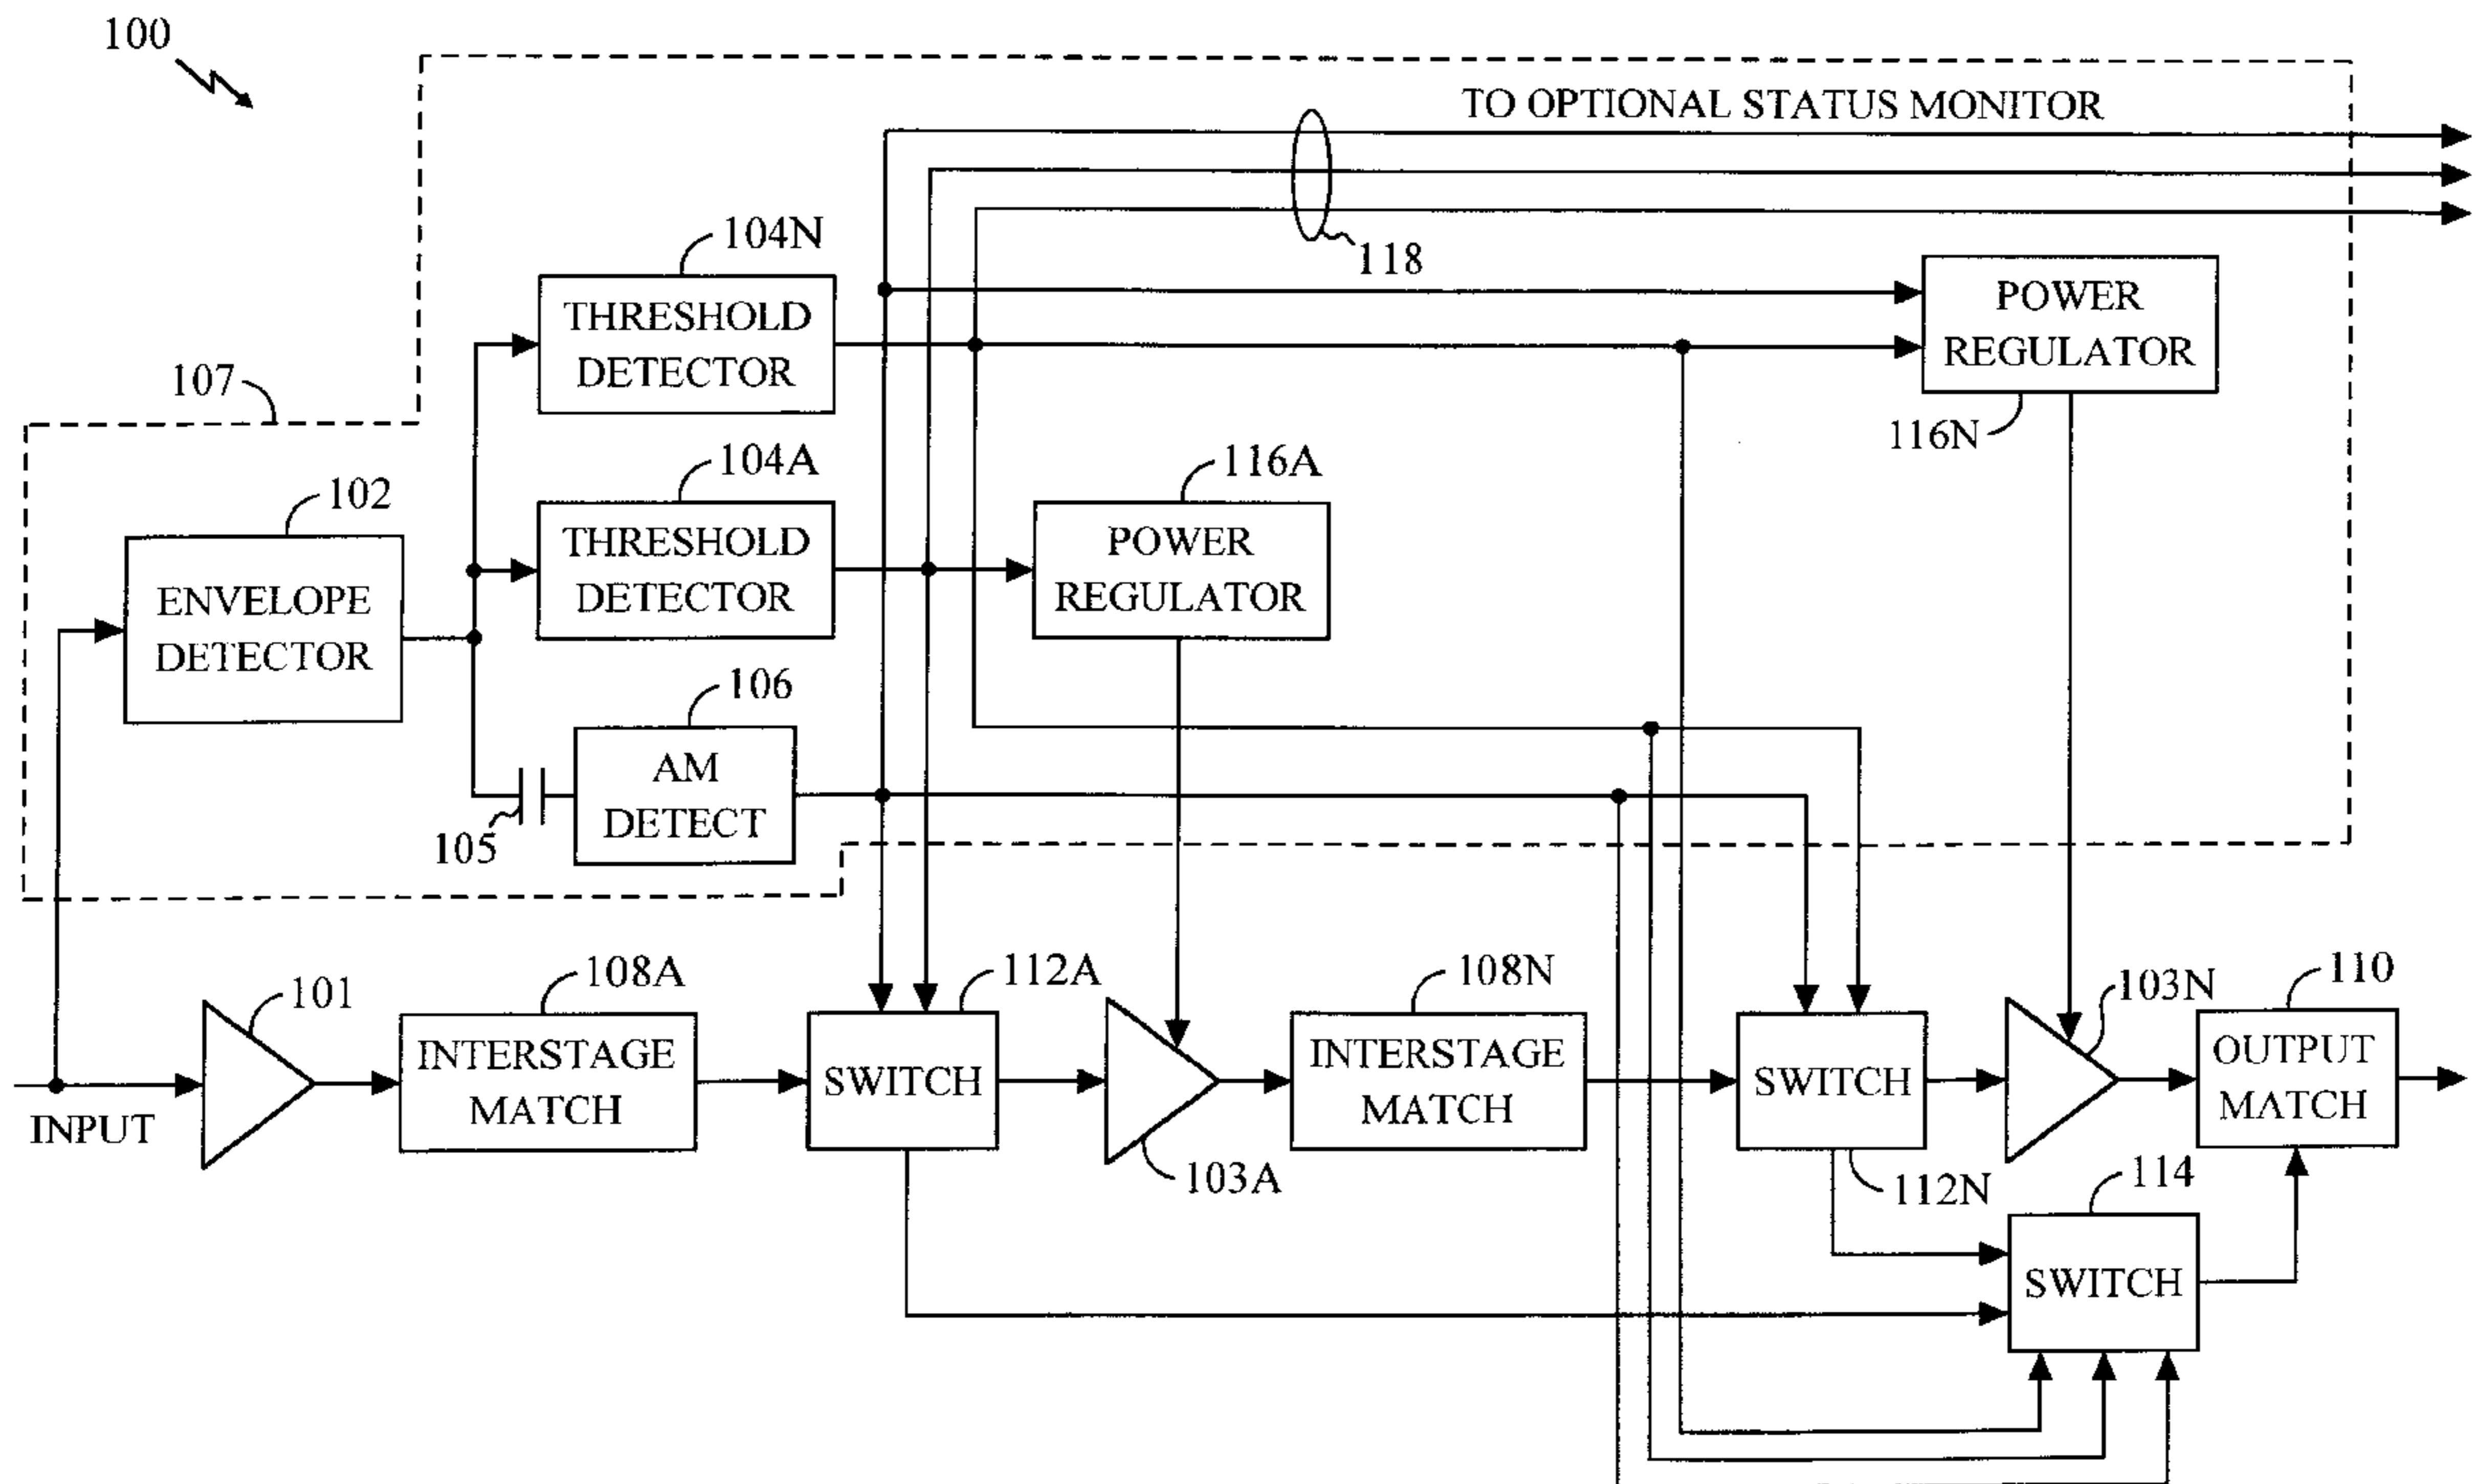 100
TO OPTIONAL STATUS MONITOR
118
104N
THRESHOLD
DETECTOR
POWER
REGULATOR
116N
107
104A
THRESHOLD
DETECTOR
116A
POWER
REGULATOR
102
ENVELOPE
DETECTOR
106
AM
DETECT
105
INPUT
101
108A
INTERSTAGE
MATCH
112A
SWITCH
103A
108N
INTERSTAGE
MATCH
SWITCH
112N
103N
110
OUTPUT
MATCH
114
SWITCH